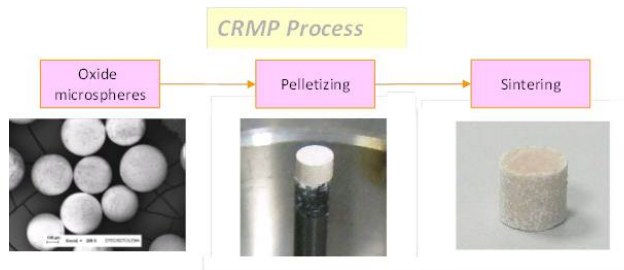 CRMP Process
Oxide
microspheres
Pelletizing
Sintering